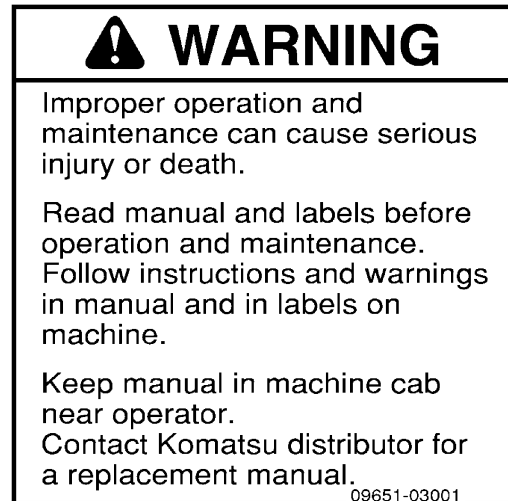 WARNING
Improper operation and
maintenance can cause serious
injury or death.
Read manual and labels before
operation and maintenance.
Follow instructions and warnings
in manual and in labels on
machine.
Keep manual in machine cab
near operator.
Contact Komatsu distributor for
a replacement manual.
09651-03001